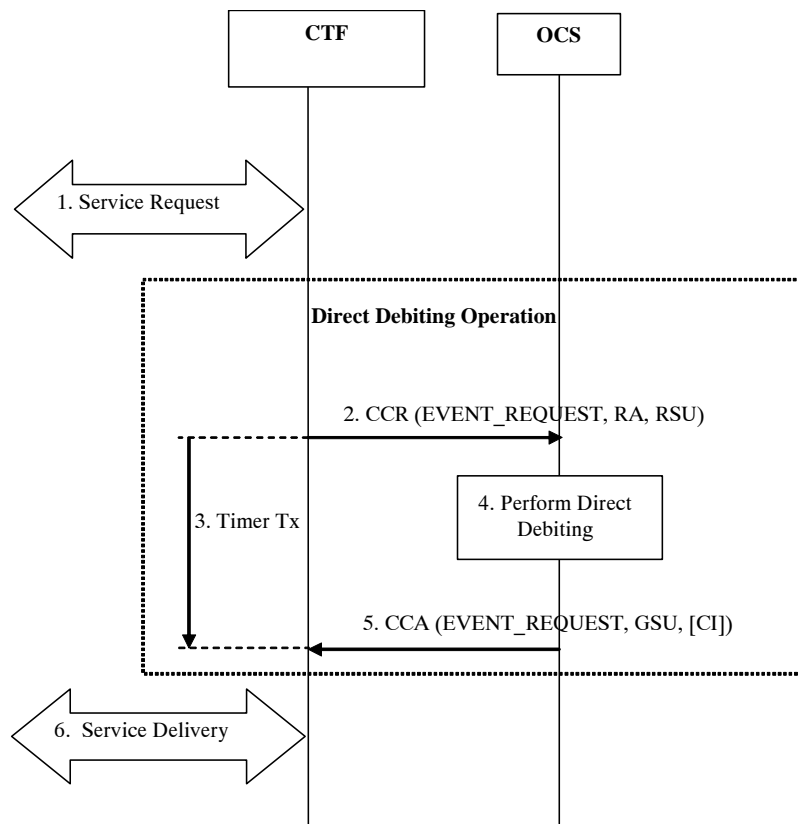 CTF
OCS
1. Service Request
Direct Debiting Operation
2. CCR (EVENT_REQUEST, RA, RSU)
3. Timer Tx
4. Perform Direct
Debiting
5. CCA (EVENT_REQUEST, GSU, [CI])
6. Service Delivery